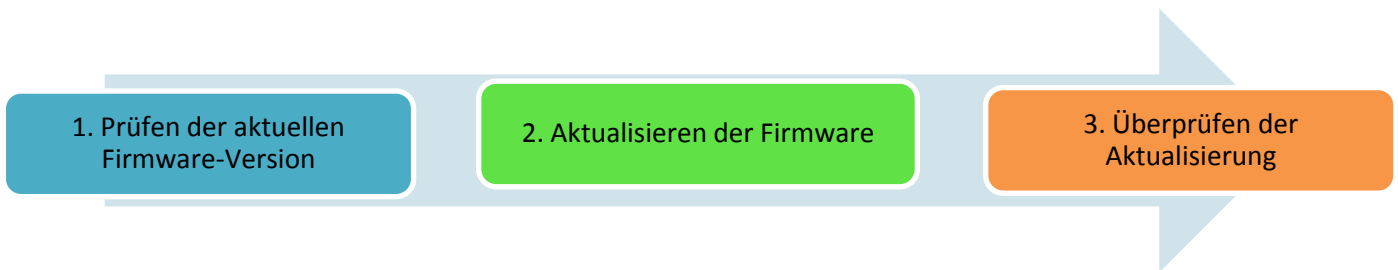 1. Prüfen der aktuellen
Firmware-Version
2. Aktualisieren der Firmware
3. Überprüfen der
Aktualisierung